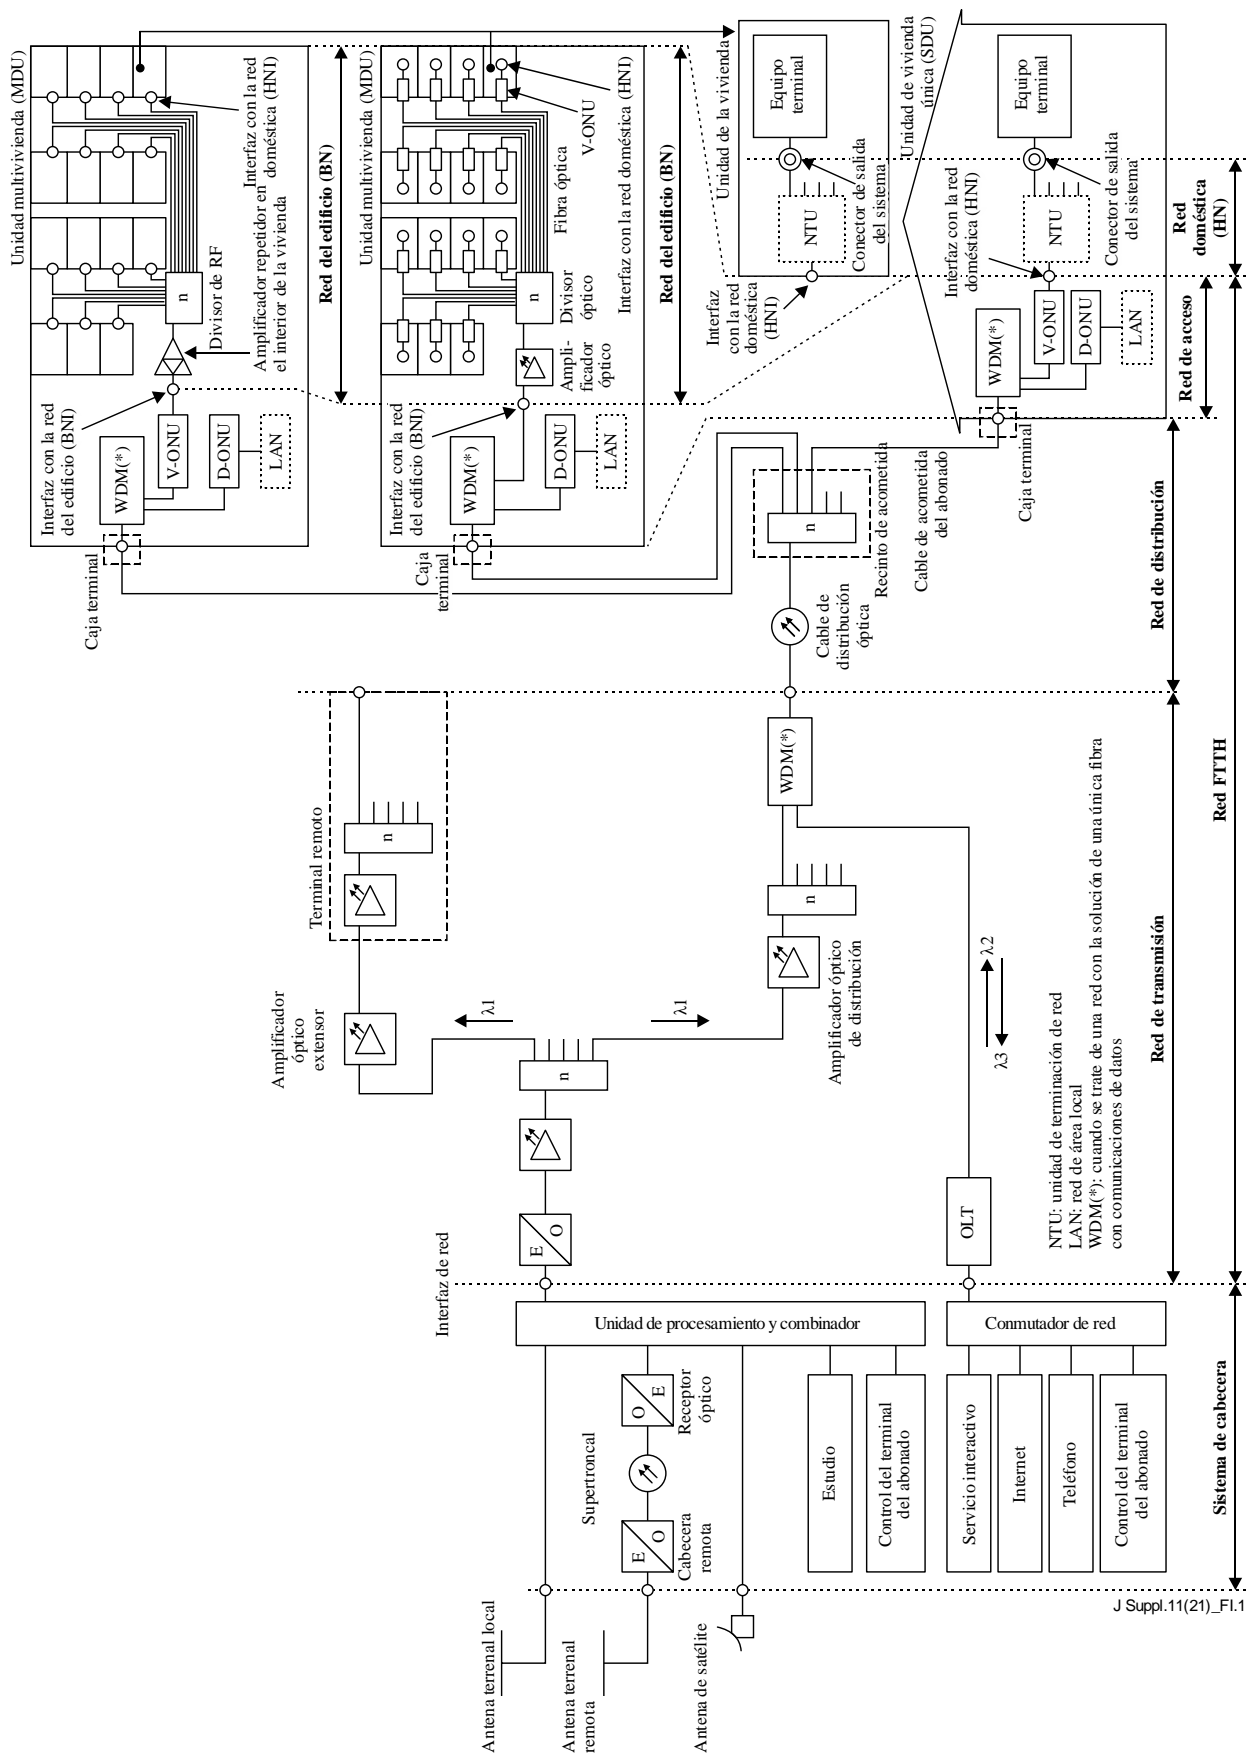 Antena terrenal local
Antena terrenal
remota
Antena de satélite
E
O
Cabecera
remota
Supertroncal
O
E
Receptor
óptico
Estudio
Control del terminal
del abonado
Servicio interactivo
Internet
Teléfono
Control del terminal
del abonado
Unidad de procesamiento y combinador
Conmutador de red
Sistema de cabecera
Interfaz de red
E
O
OLT
n
λ1
λ1
λ3
λ2
Amplificador
óptico
extensor
Terminal remoto
n
Amplificador óptico
de distribución
n
WDM(*)
NTU: unidad de terminación de red
LAN: red de área local
WDM(*): cuando se trate de una red con la solución de una única fibra
con comunicaciones de datos
Red de transmisión
Red FTTH
Cable de
distribución
óptica
n
Recinto de acometida
Cable de acometida
del abonado
Red de distribución
Caja terminal
Unidad multivivienda (MDU)
Interfaz con la red
del edificio (BNI)
WDM(*)
V-ONU
D-ONU
LAN
n
Divisor de RF
Amplificador repetidor en
el interior de la vivienda
Interfaz con la red
doméstica (HNI)
Red del edificio (BN)
Caja
terminal
Unidad multivivienda (MDU)
Interfaz con la red
del edificio (BNI)
WDM(*)
D-ONU
LAN
Ampli-
ficador
óptico
n
Divisor
óptico
Fibra óptica
V-ONU
Interfaz con la red doméstica (HNI)
Red del edificio (BN)
Unidad de la vivienda
Interfaz
con la red
doméstica
(HNI)
NTU
Conector de salida
del sistema
Equipo
terminal
Unidad de vivienda
única (SDU)
Caja terminal
WDM(*)
V-ONU
D-ONU
LAN
Interfaz con la red
doméstica (HNI)
NTU
Conector de salida
del sistema
Equipo
terminal
Red de acceso
Red
doméstica
(HN)
J Suppl.11(21)_FI.1